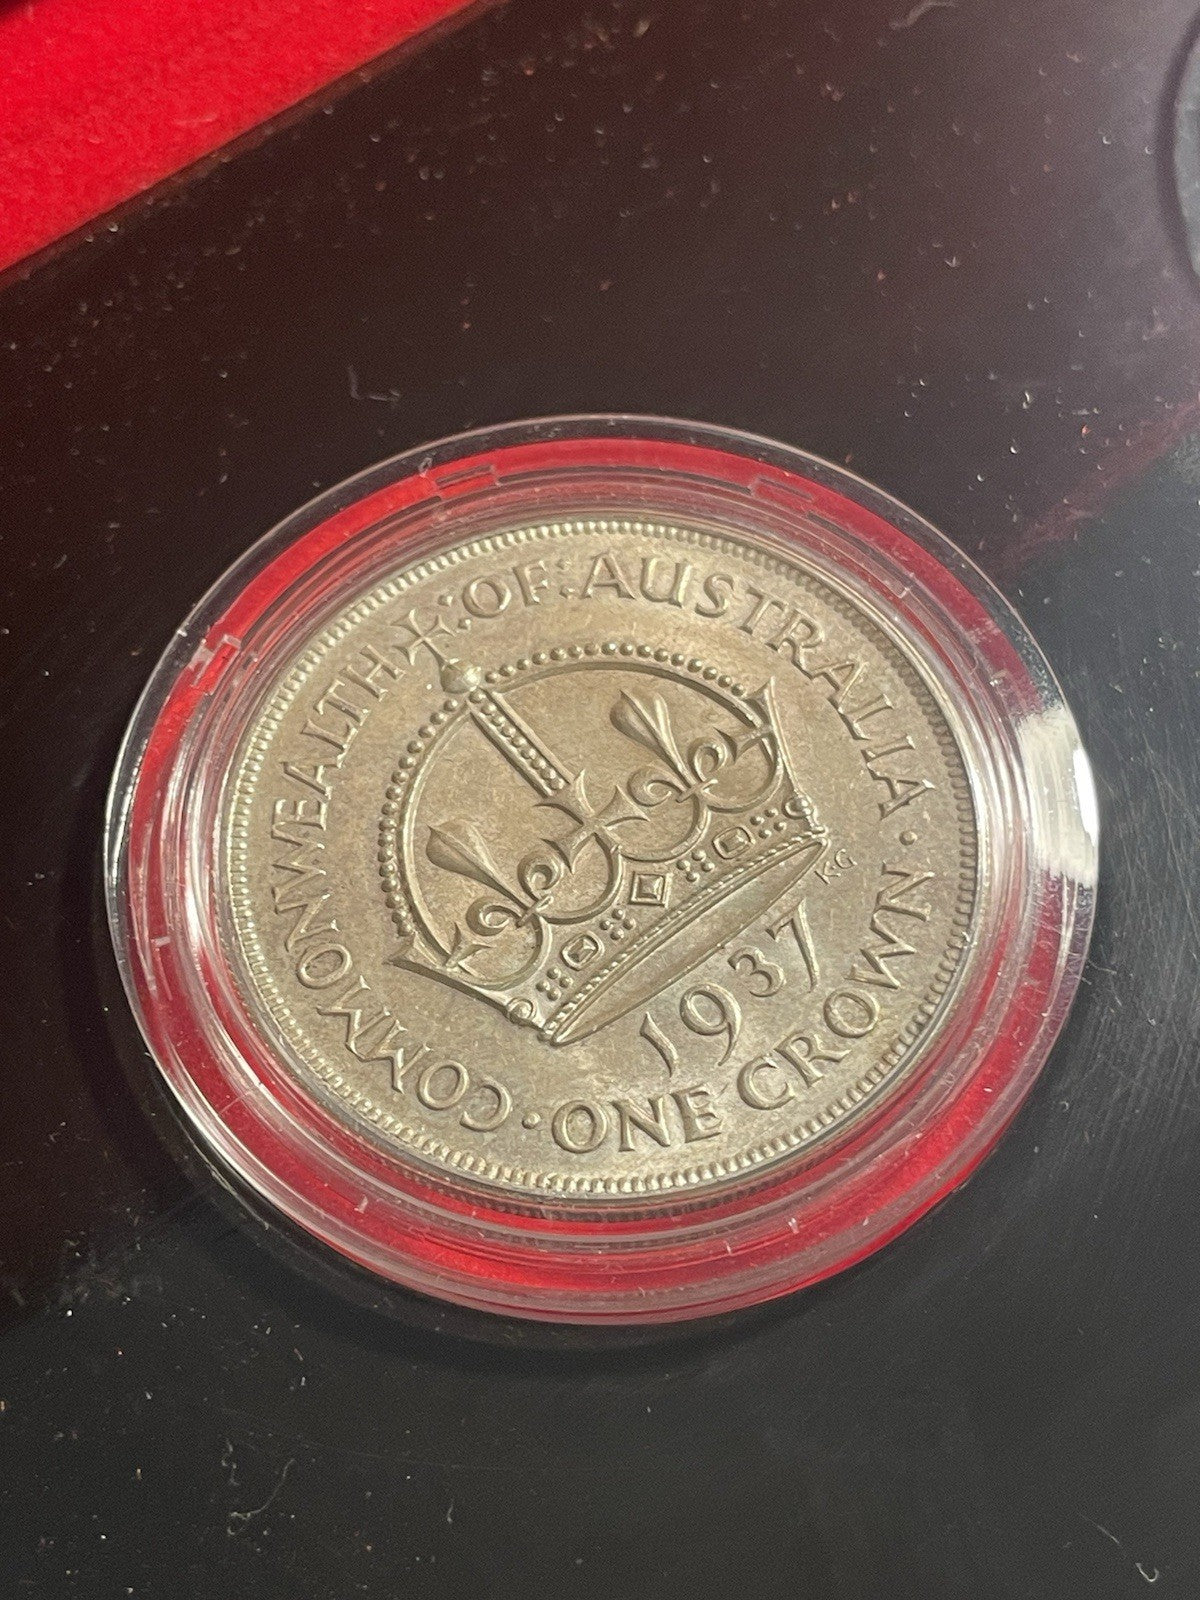 COMMONWEALTH : OF : AUSTRALIA · ONE CROWN ·
KG
1937